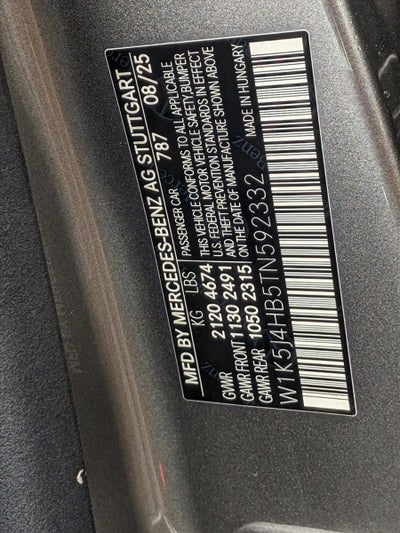 MFD BY MERCEDES-BENZ AG STUTTGART
787 08/25
KG LBS
GVWR 2120 4674
GAWR FRONT 1130 2491
GAWR REAR 1050 2315
PASSENGER CAR
THIS VEHICLE CONFORMS TO ALL APPLICABLE
U.S. FEDERAL MOTOR VEHICLE SAFETY,BUMPER
AND THEFT PREVENTION STANDARDS IN EFFECT
ON THE DATE OF MANUFACTURE SHOWN ABOVE
W1K5J4HB5TN592332
MADE IN HUNGARY